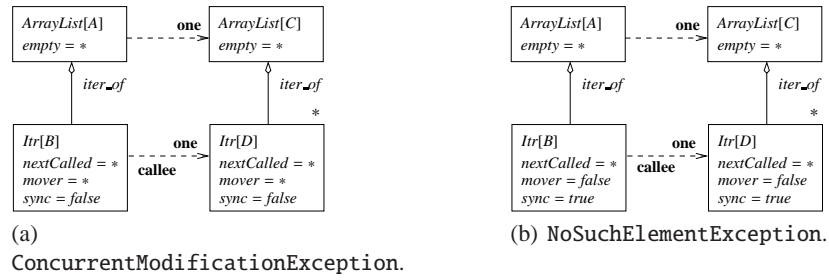 ArrayList[A]
empty = *
one
ArrayList[C]
empty = *
iter_of
iter_of
*
Itr[B]
nextCalled = *
mover = *
sync = false
one
callee
Itr[D]
nextCalled = *
mover = *
sync = false
(a)
ConcurrentModificationException.
ArrayList[A]
empty = *
one
ArrayList[C]
empty = *
iter_of
iter_of
*
Itr[B]
nextCalled = *
mover = false
sync = true
one
callee
Itr[D]
nextCalled = *
mover = false
sync = true
(b) NoSuchElementException.